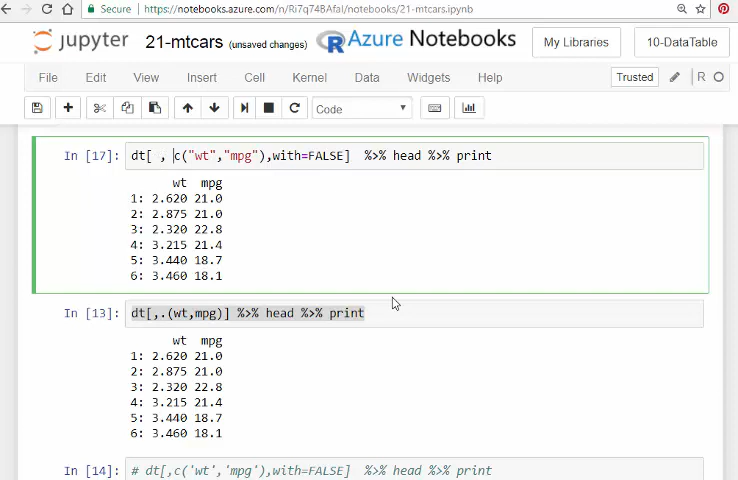 Secure | https://notebooks.azure.com/n/Ri7q74BAfal/notebooks/21-mtcars.ipynb
jupyter 21-mtcars (unsaved changes) R Azure Notebooks My Libraries 10-DataTable
File Edit View Insert Cell Kernel Data Widgets Help Trusted R
Code
In [17]: dt[ , c("wt","mpg"),with=FALSE] %>% head %>% print
wt mpg
1: 2.620 21.0
2: 2.875 21.0
3: 2.320 22.8
4: 3.215 21.4
5: 3.440 18.7
6: 3.460 18.1
In [13]: dt[,.(wt,mpg)] %>% head %>% print
wt mpg
1: 2.620 21.0
2: 2.875 21.0
3: 2.320 22.8
4: 3.215 21.4
5: 3.440 18.7
6: 3.460 18.1
In [14]: # dt[,c('wt','mpg'),with=FALSE] %>% head %>% print